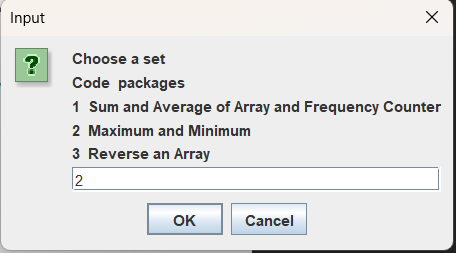 Input
Choose a set
Code  packages
1  Sum and Average of Array and Frequency Counter
2  Maximum and Minimum
3  Reverse an Array
2
OK
Cancel